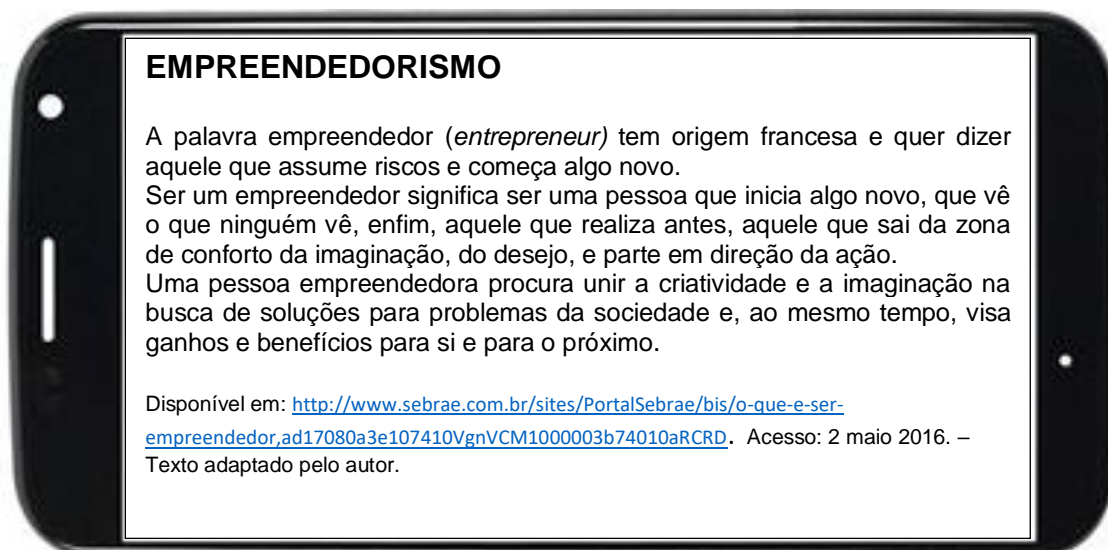 EMPREENDEDORISMO
A palavra empreendedor (entrepreneur) tem origem francesa e quer dizer
aquele que assume riscos e começa algo novo.
Ser um empreendedor significa ser uma pessoa que inicia algo novo, que vê
o que ninguém vê, enfim, aquele que realiza antes, aquele que sai da zona
de conforto da imaginação, do desejo, e parte em direção da ação.
Uma pessoa empreendedora procura unir a criatividade e a imaginação na
busca de soluções para problemas da sociedade e, ao mesmo tempo, visa
ganhos e benefícios para si e para o próximo.
Disponível em: http://www.sebrae.com.br/sites/PortalSebrae/bis/o-que-e-ser-
empreendedor,ad17080a3e107410VgnVCM1000003b74010aRCRD. Acesso: 2 maio 2016. –
Texto adaptado pelo autor.